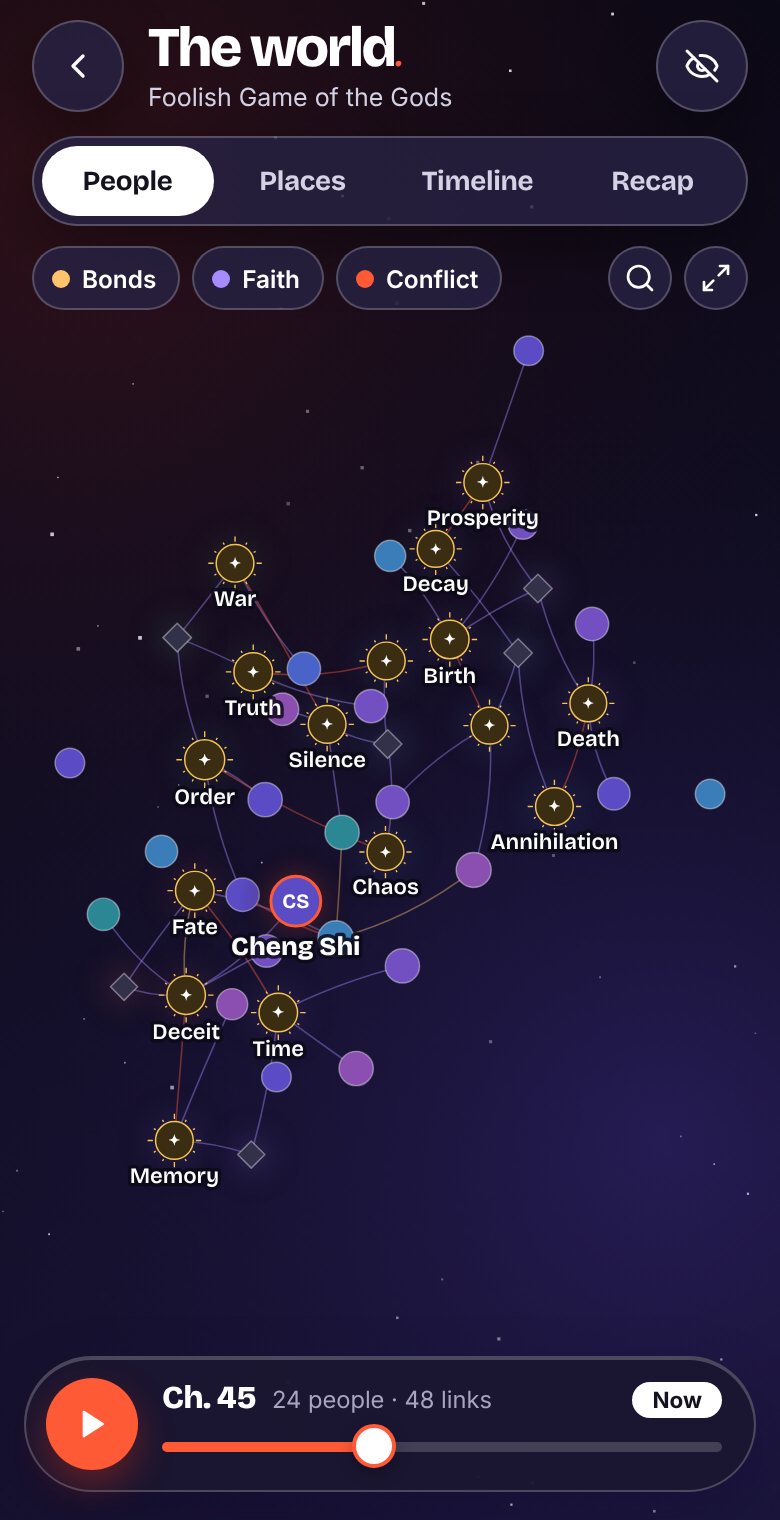 The world.
Foolish Game of the Gods
People
Places
Timeline
Recap
Bonds
Faith
Conflict
Prosperity
Decay
War
Birth
Truth
Silence
Death
Order
Annihilation
Chaos
CS
Fate
Cheng Shi
Deceit
Time
Memory
Ch. 45
24 people · 48 links
Now